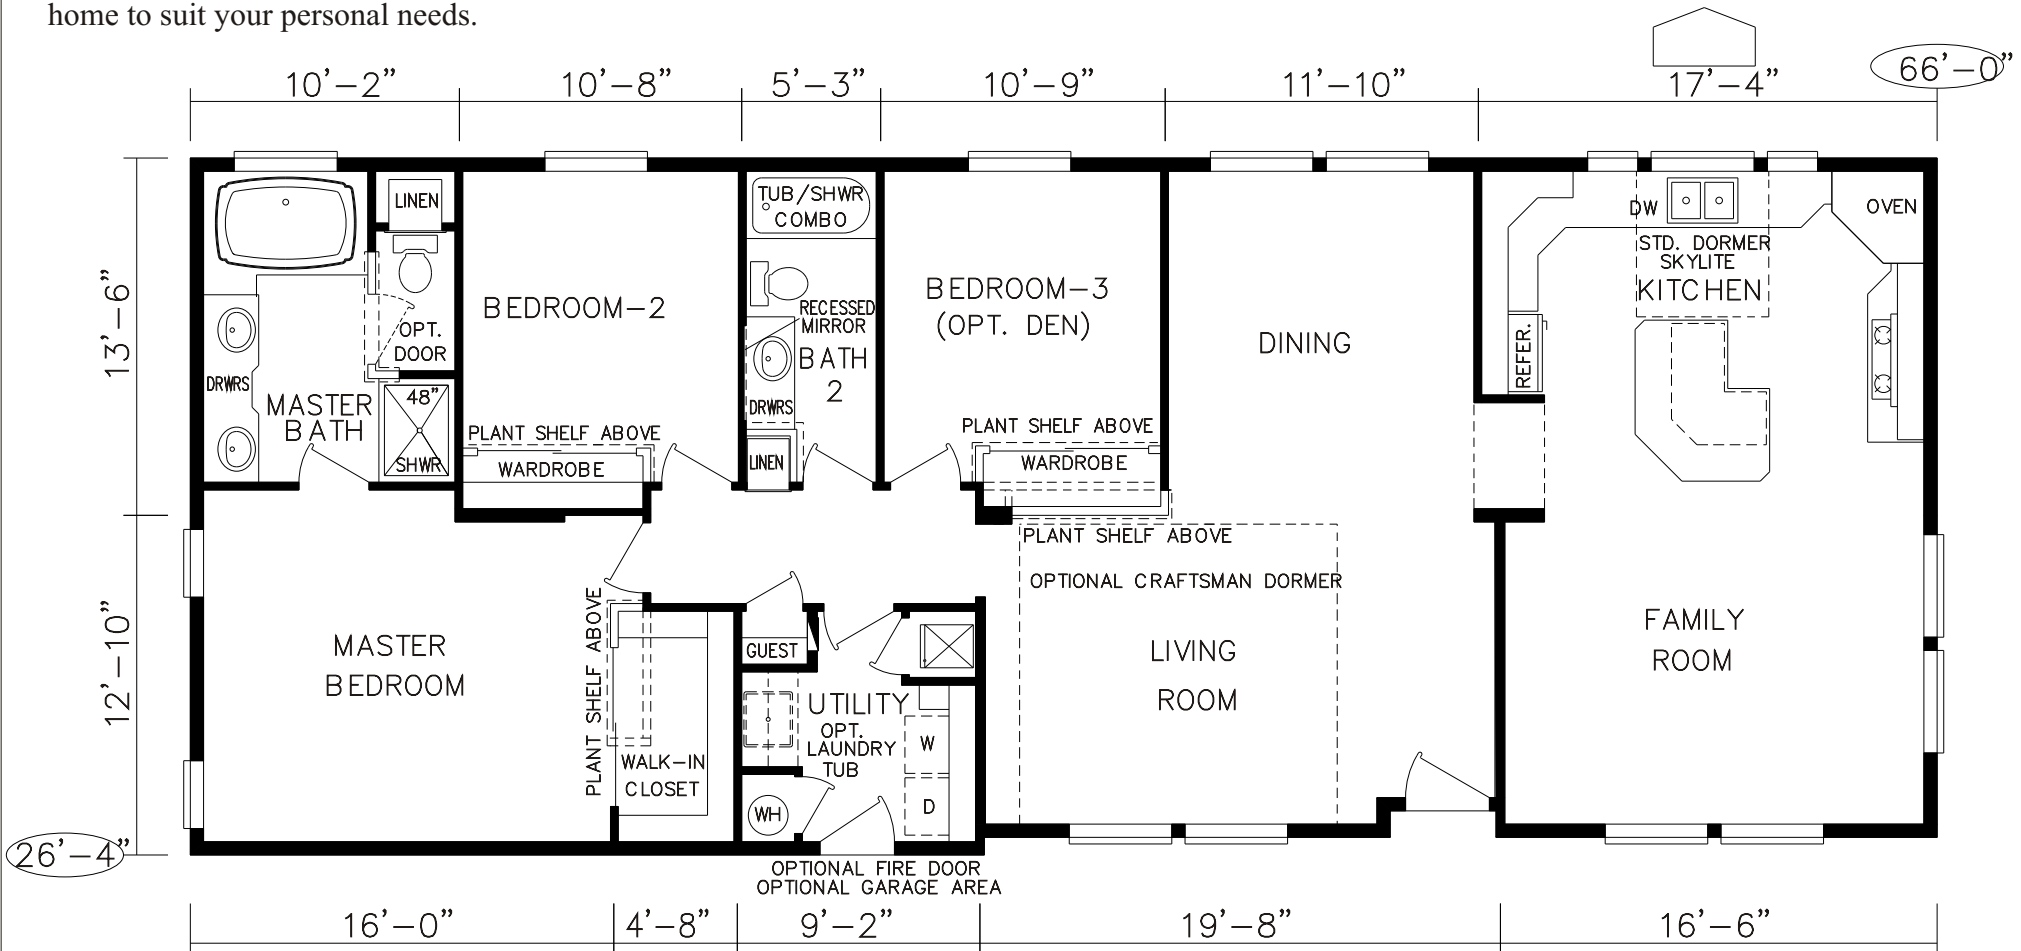 home to suit your personal needs.
10'-2" 10'-8" 5'-3" 10'-9" 11'-10" 17'-4" 66'-0"
LINEN
TUB/SHWR
COMBO
DW
OVEN
STD. DORMER
SKYLITE
KITCHEN
13'-6"
BEDROOM-2
RECESSED
MIRROR
BEDROOM-3
(OPT. DEN)
OPT.
DOOR
BATH
2
DINING
REFER.
DRWRS
MASTER
BATH
48"
SHWR
DRWRS
LINEN
PLANT SHELF ABOVE
WARDROBE
PLANT SHELF ABOVE
WARDROBE
PLANT SHELF ABOVE
OPTIONAL CRAFTSMAN DORMER
12'-10"
MASTER
BEDROOM
PLANT SHELF ABOVE
WALK-IN
CLOSET
GUEST
UTILITY
OPT.
LAUNDRY
TUB
W
D
WH
LIVING
ROOM
FAMILY
ROOM
26'-4"
OPTIONAL FIRE DOOR
OPTIONAL GARAGE AREA
16'-0" 4'-8" 9'-2" 19'-8" 16'-6"